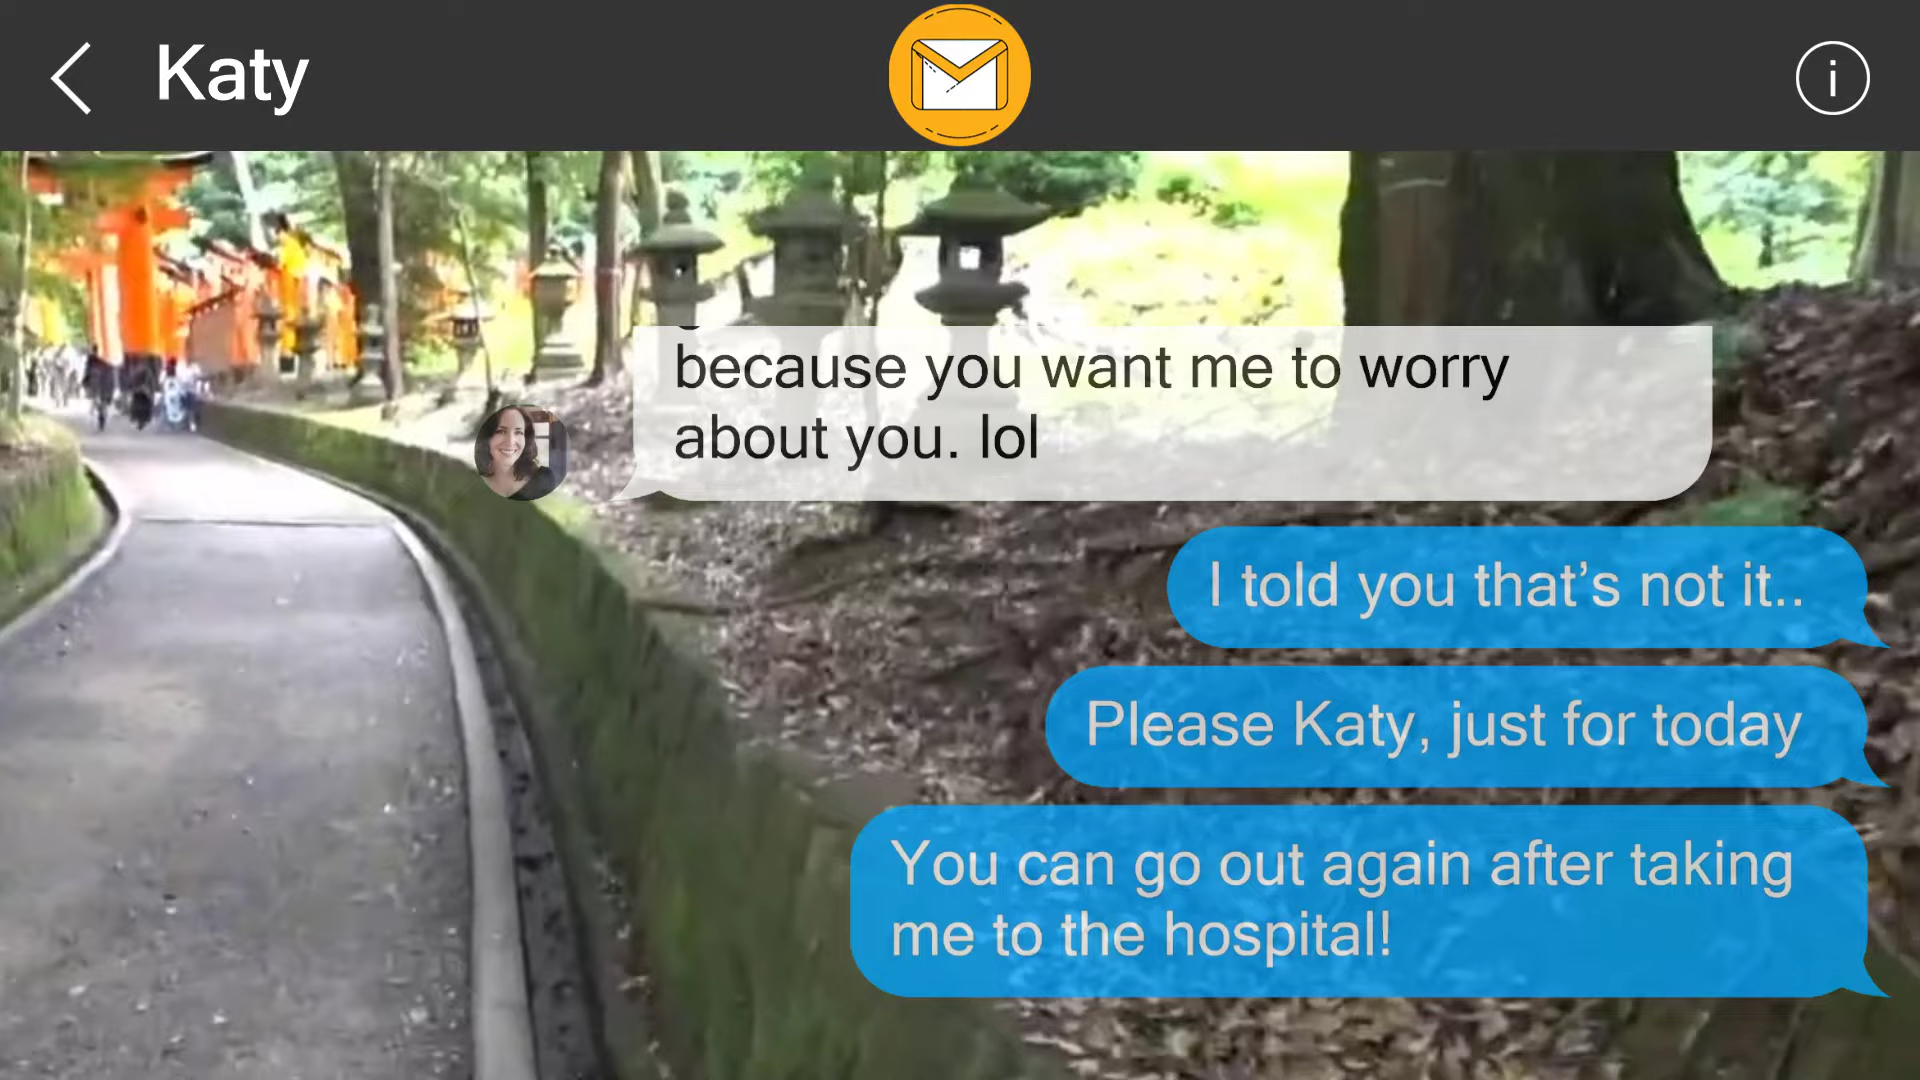 Katy
because you want me to worry
about you. lol
I told you that’s not it..
Please Katy, just for today
You can go out again after taking
me to the hospital!